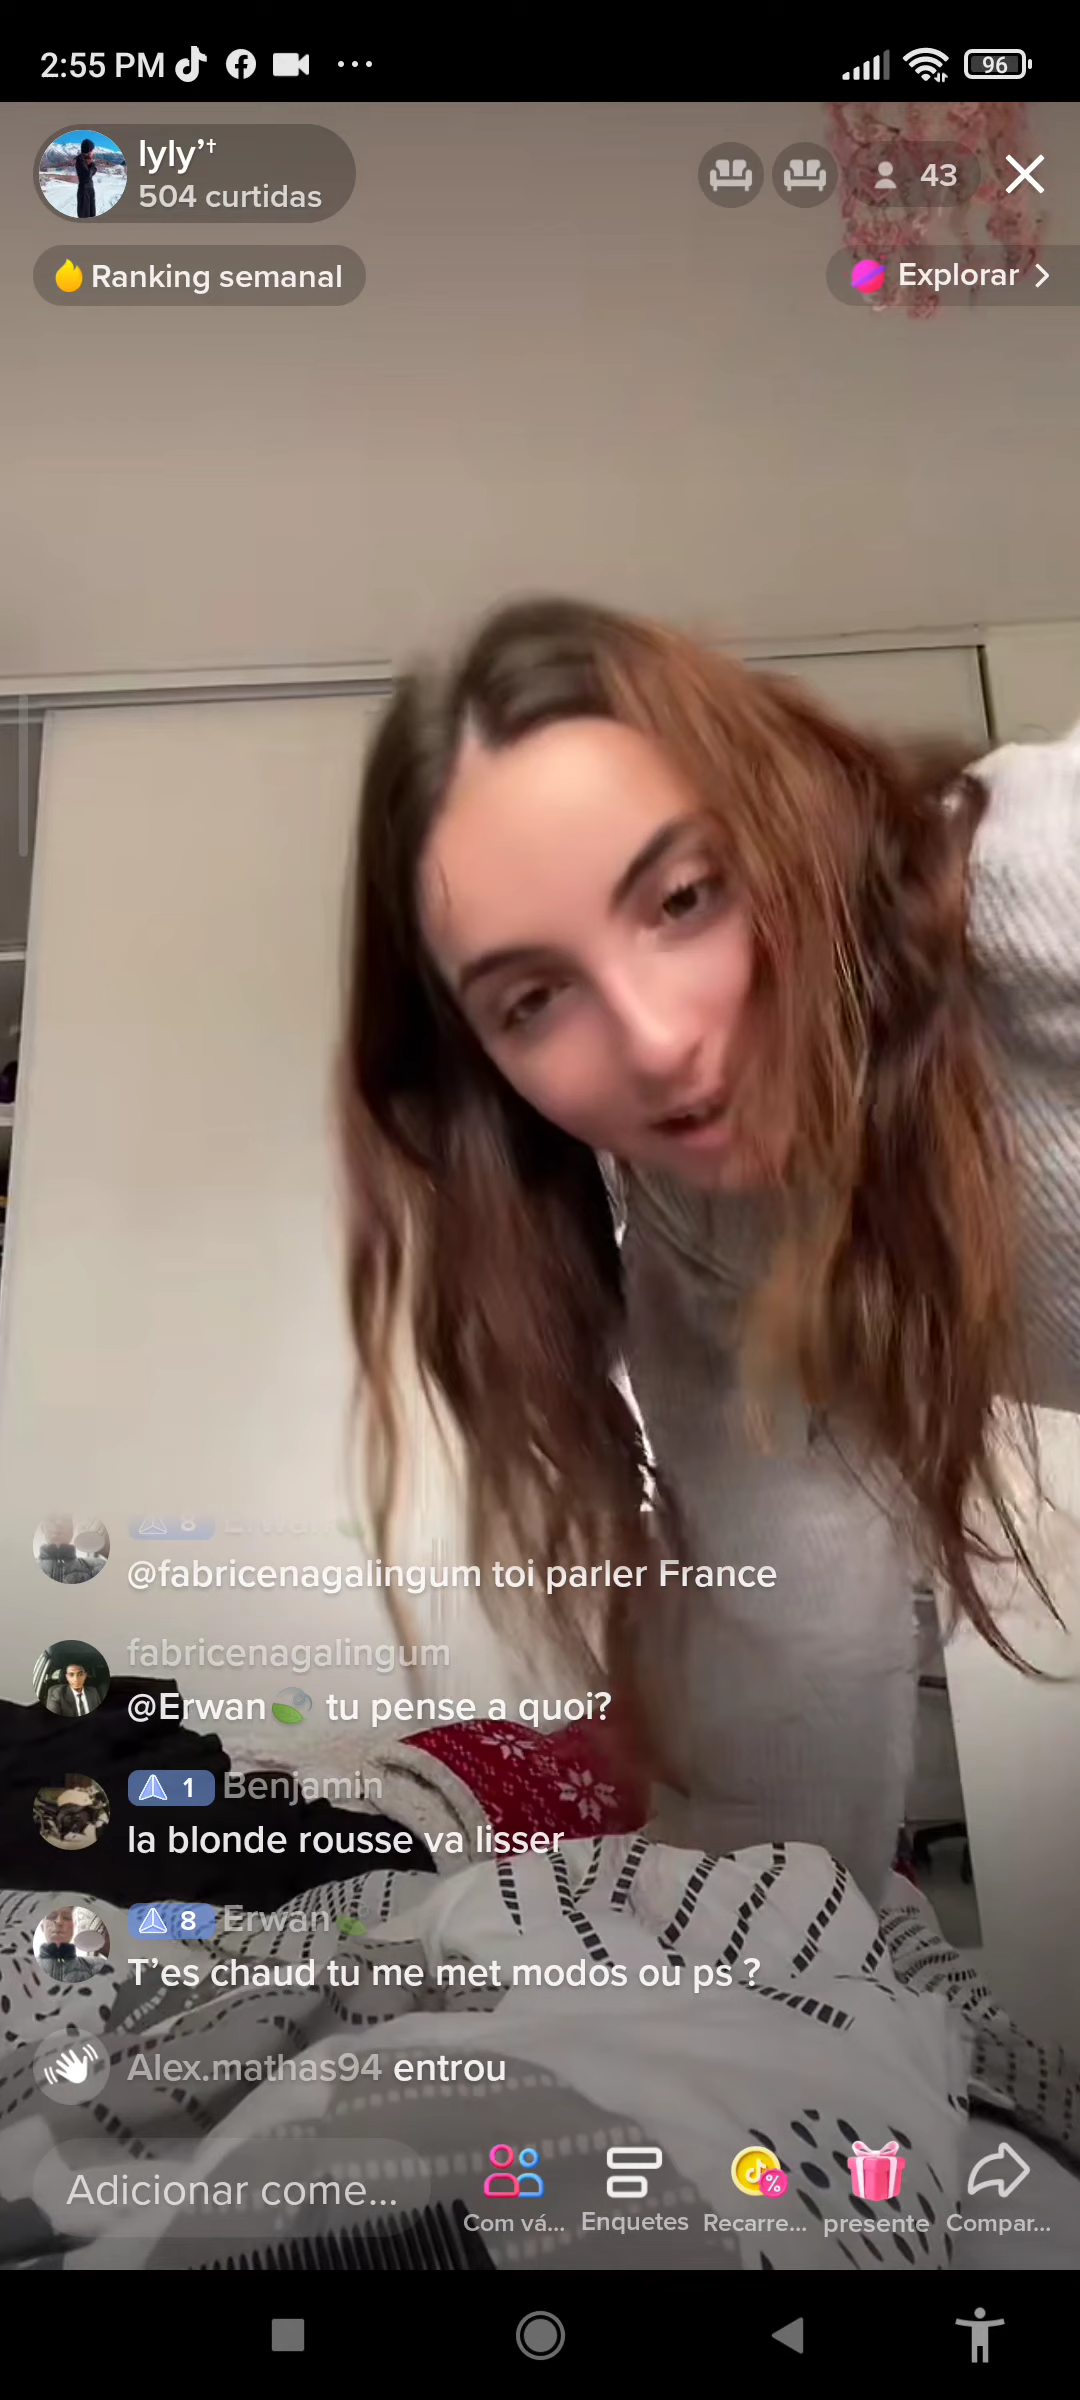 2:55 PM
96
lyly’†
504 curtidas
43
Ranking semanal
Explorar
8 Erwan
@fabricenagalingum toi parler France
fabricenagalingum
@Erwan🍃 tu pense a quoi?
1 Benjamin
la blonde rousse va lisser
8 Erwan🍃
T’es chaud tu me met modos ou ps ?
Alex.mathas94 entrou
Adicionar come...
Com vá...
Enquetes
Recarre...
presente
Compar...